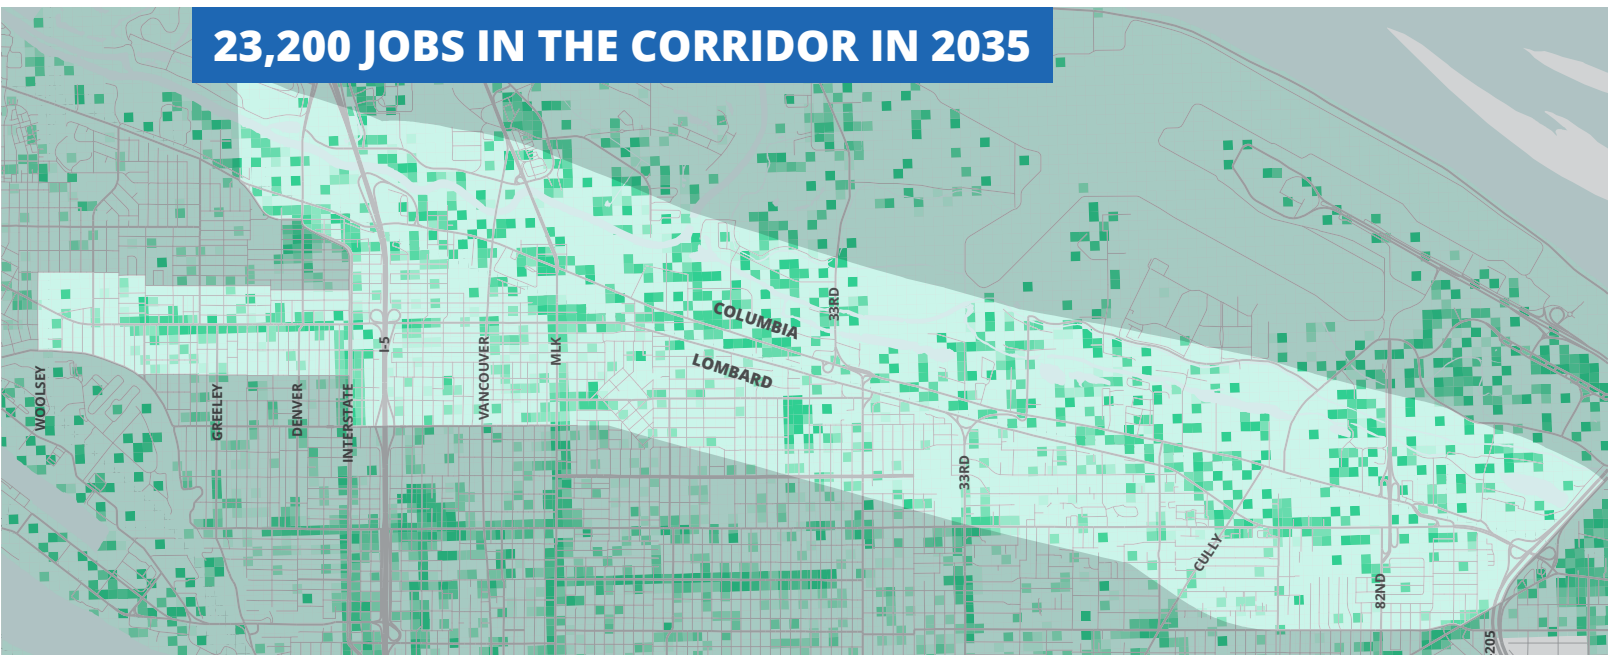 23,200 JOBS IN THE CORRIDOR IN 2035
COLUMBIA
33RD
I-5
VANCOUVER
MLK
LOMBARD
WOOLSEY
GREELEY
DENVER
INTERSTATE
33RD
CULLY
82ND
205